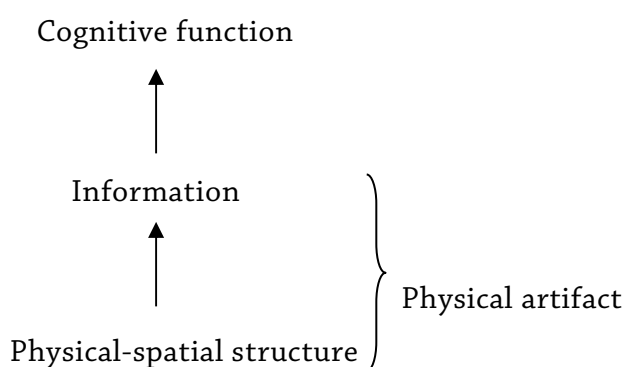 Cognitive function
Information
Physical artifact
Physical-spatial structure